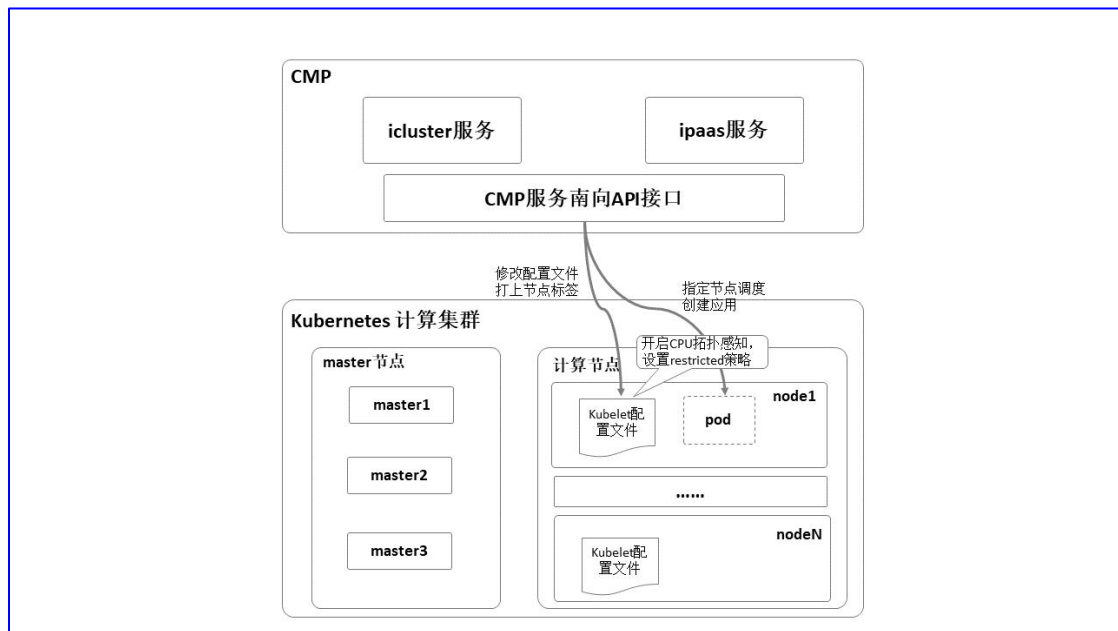 CMP
icluster服务
ipaas服务
CMP服务南向API接口
修改配置文件
打上节点标签
指定节点调度
创建应用
Kubernetes 计算集群
开启CPU拓扑感知，
设置restricted策略
master节点
master1
master2
master3
计算节点
node1
Kubelet配
置文件
pod
......
nodeN
Kubelet配
置文件